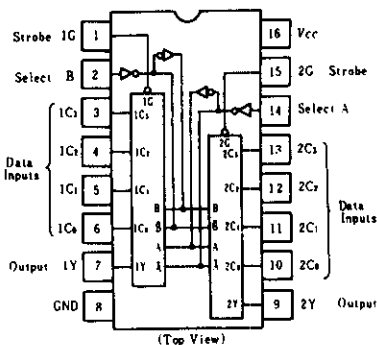 Strobe 1G 1 16 Vcc
Select B 2 15 2G Strobe
1G
1C₃ 3 1C₃ 14 Select A
2G
Data Inputs
1C₂ 4 1C₂ 2C₃ 13 2C₃
1C₁ 5 1C₁ 2C₂ 12 2C₂
Data Inputs
B B
1C₀ 6 1C₀ B̄ B̄ 2C₁ 11 2C₁
A A
Output 1Y 7 1Y Ā Ā 2C₀ 10 2C₀
GND 8 2Y 9 2Y Output
(Top View)